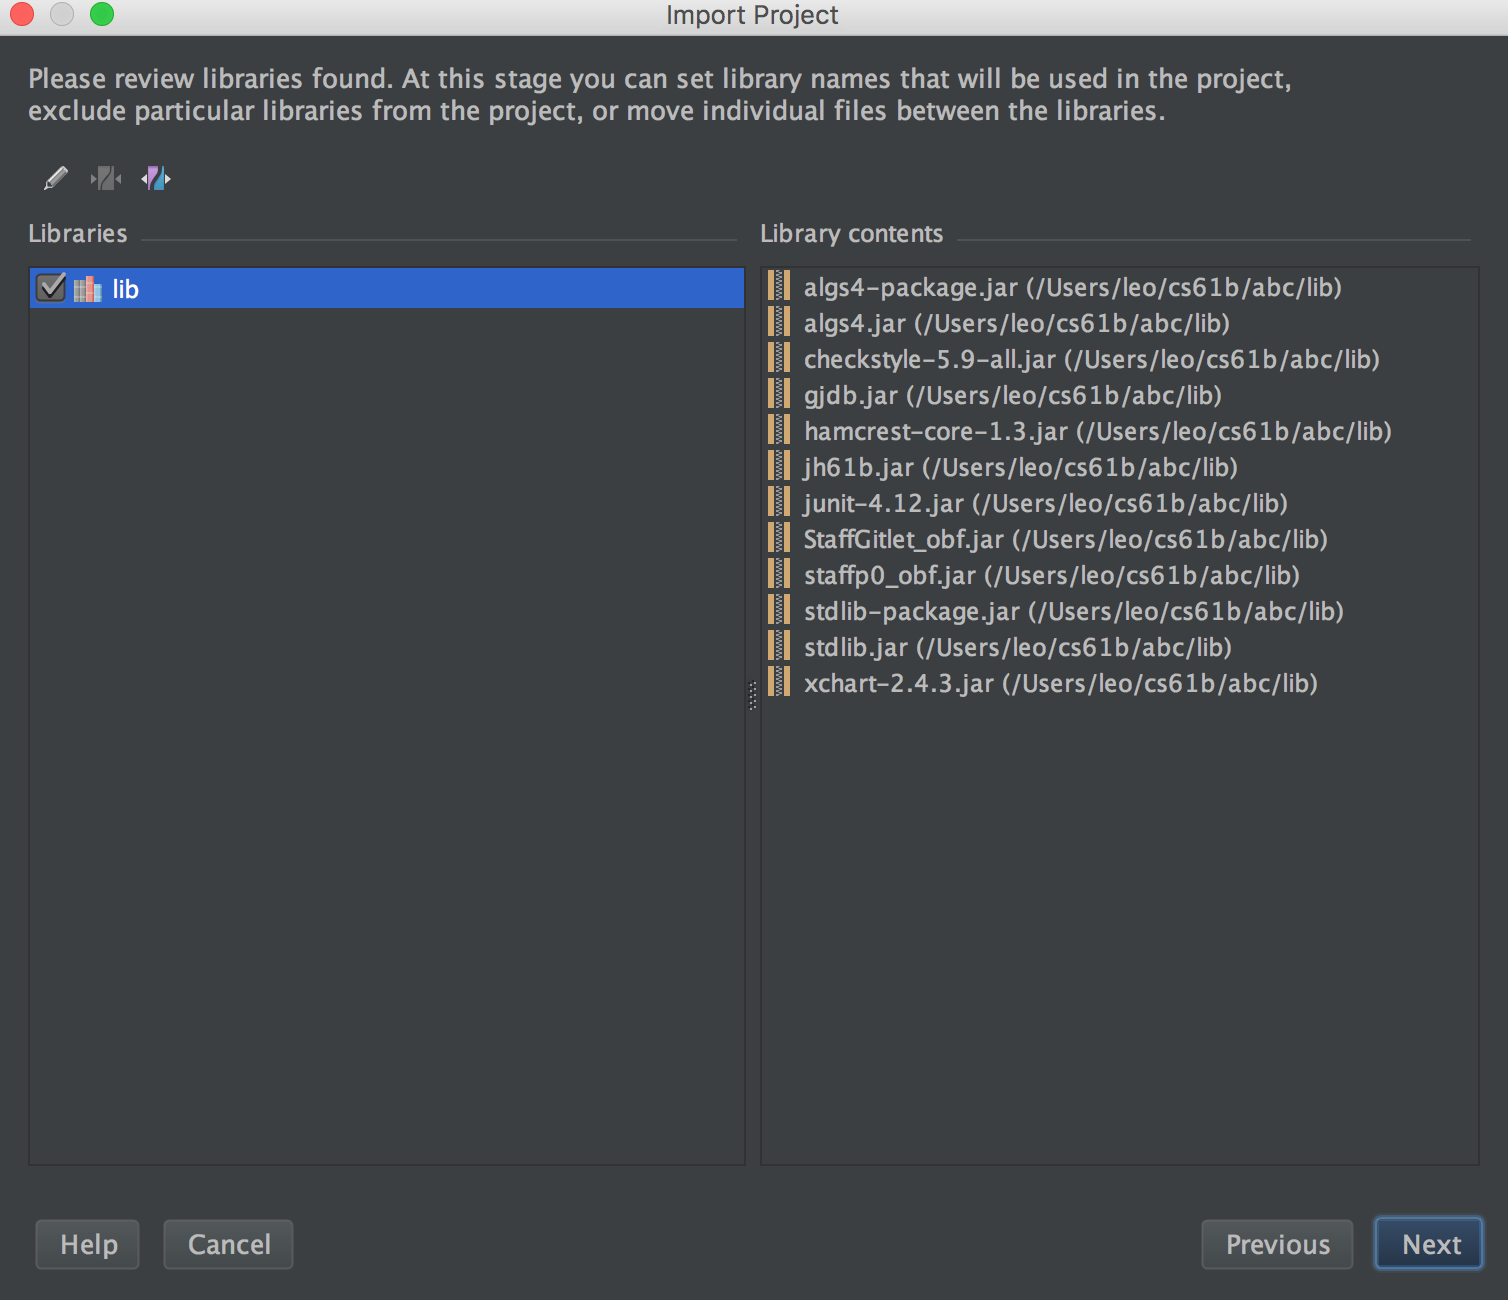 Import Project
Please review libraries found. At this stage you can set library names that will be used in the project,
exclude particular libraries from the project, or move individual files between the libraries.
Libraries
lib
Library contents
algs4-package.jar (/Users/leo/cs61b/abc/lib)
algs4.jar (/Users/leo/cs61b/abc/lib)
checkstyle-5.9-all.jar (/Users/leo/cs61b/abc/lib)
gjdb.jar (/Users/leo/cs61b/abc/lib)
hamcrest-core-1.3.jar (/Users/leo/cs61b/abc/lib)
jh61b.jar (/Users/leo/cs61b/abc/lib)
junit-4.12.jar (/Users/leo/cs61b/abc/lib)
StaffGitlet_obf.jar (/Users/leo/cs61b/abc/lib)
staffp0_obf.jar (/Users/leo/cs61b/abc/lib)
stdlib-package.jar (/Users/leo/cs61b/abc/lib)
stdlib.jar (/Users/leo/cs61b/abc/lib)
xchart-2.4.3.jar (/Users/leo/cs61b/abc/lib)
Help
Cancel
Previous
Next